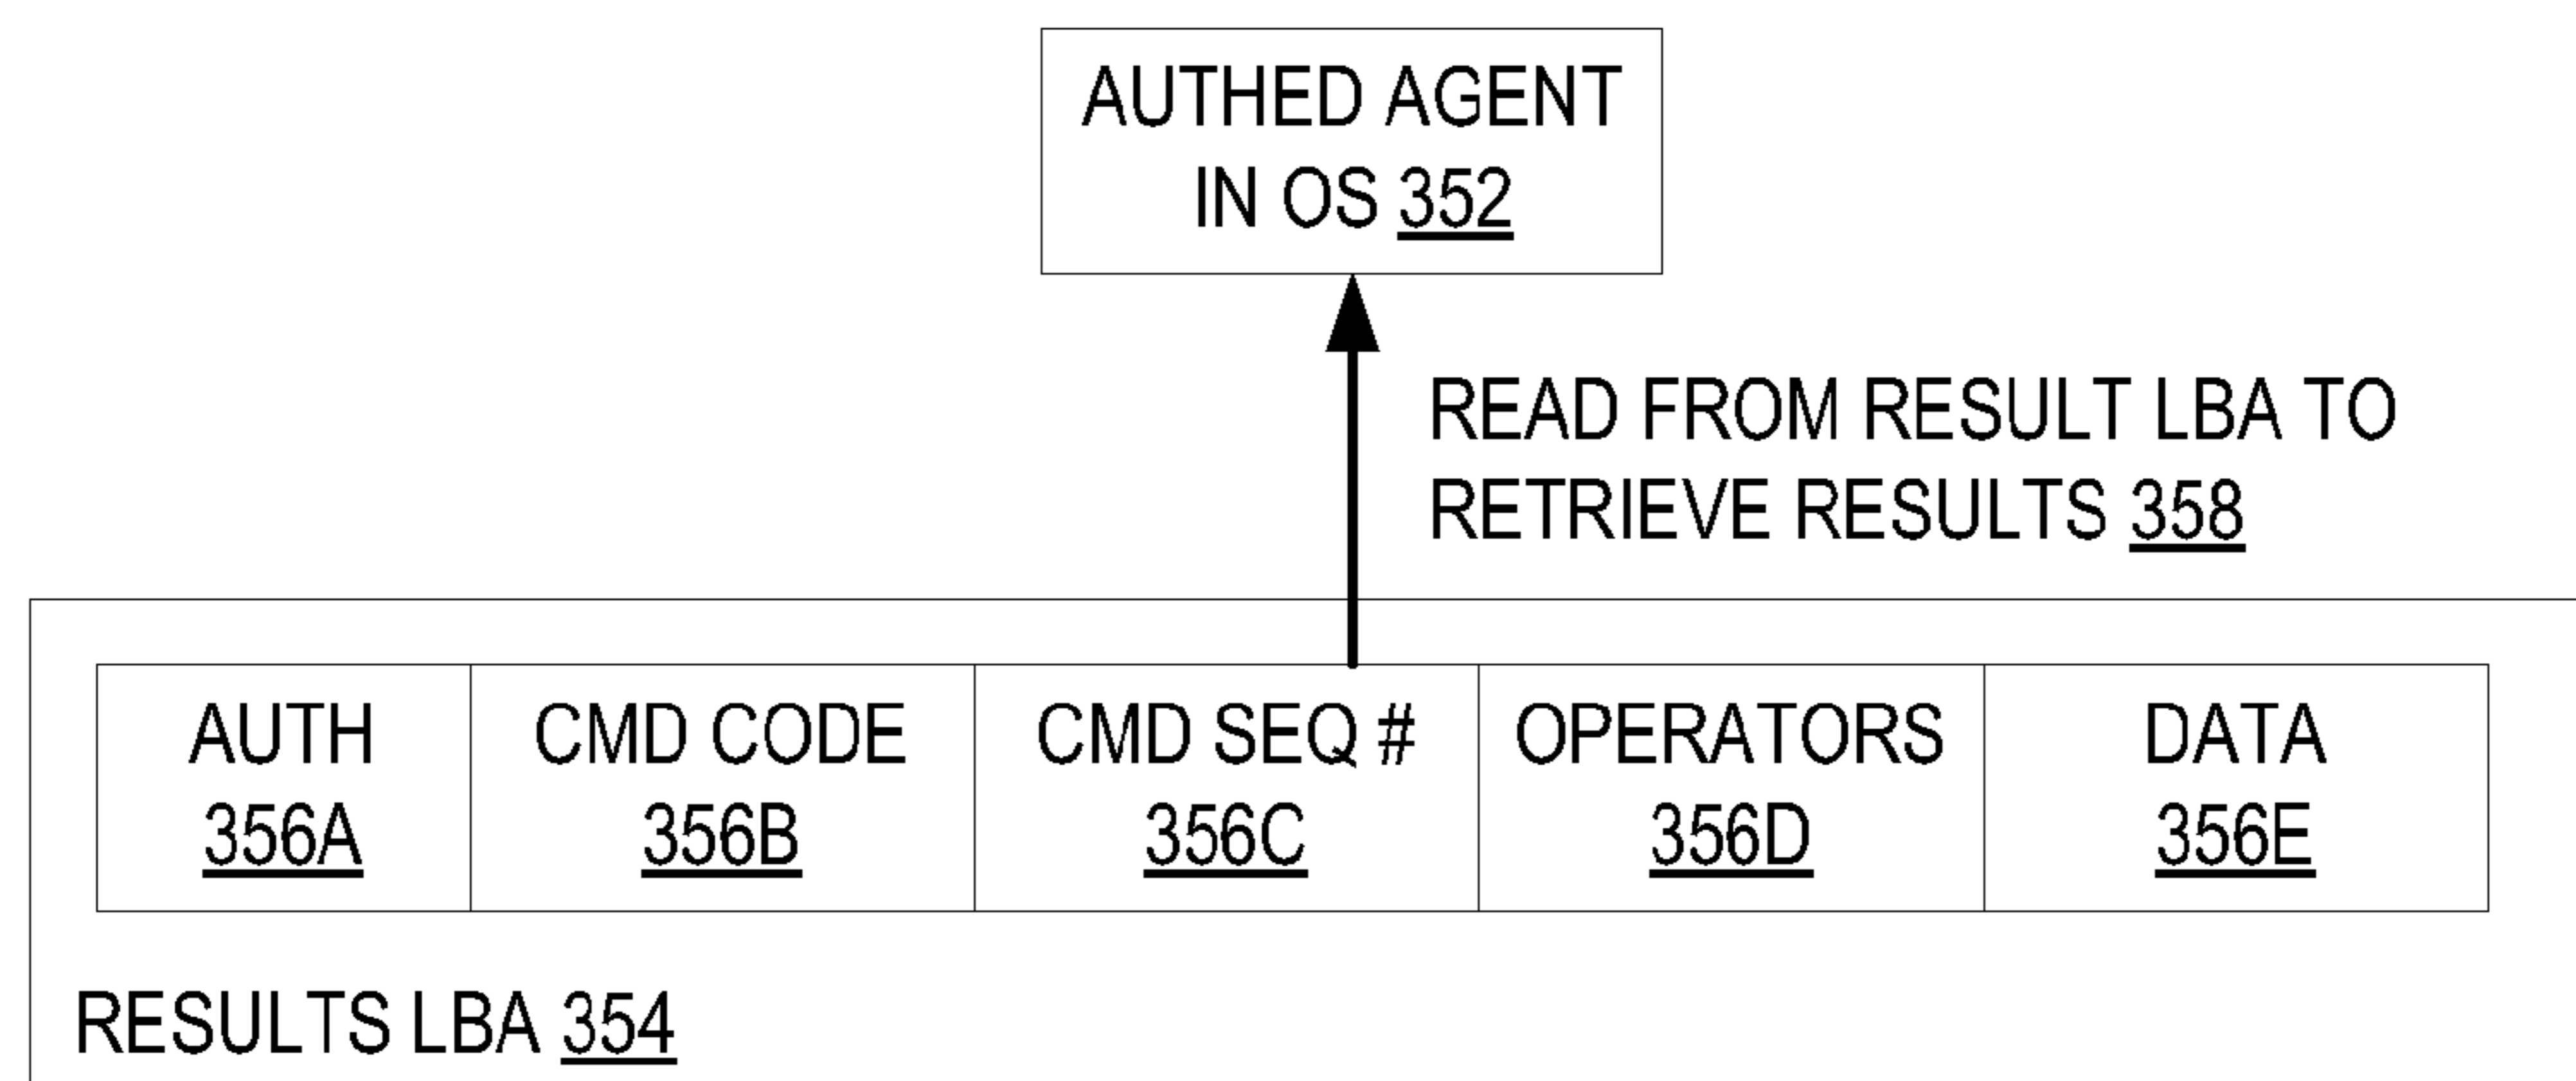 AUTHED AGENT
IN OS 352
READ FROM RESULT LBA TO
RETRIEVE RESULTS 358
AUTH
356A
CMD CODE
356B
CMD SEQ #
356C
OPERATORS
356D
DATA
356E
RESULTS LBA 354